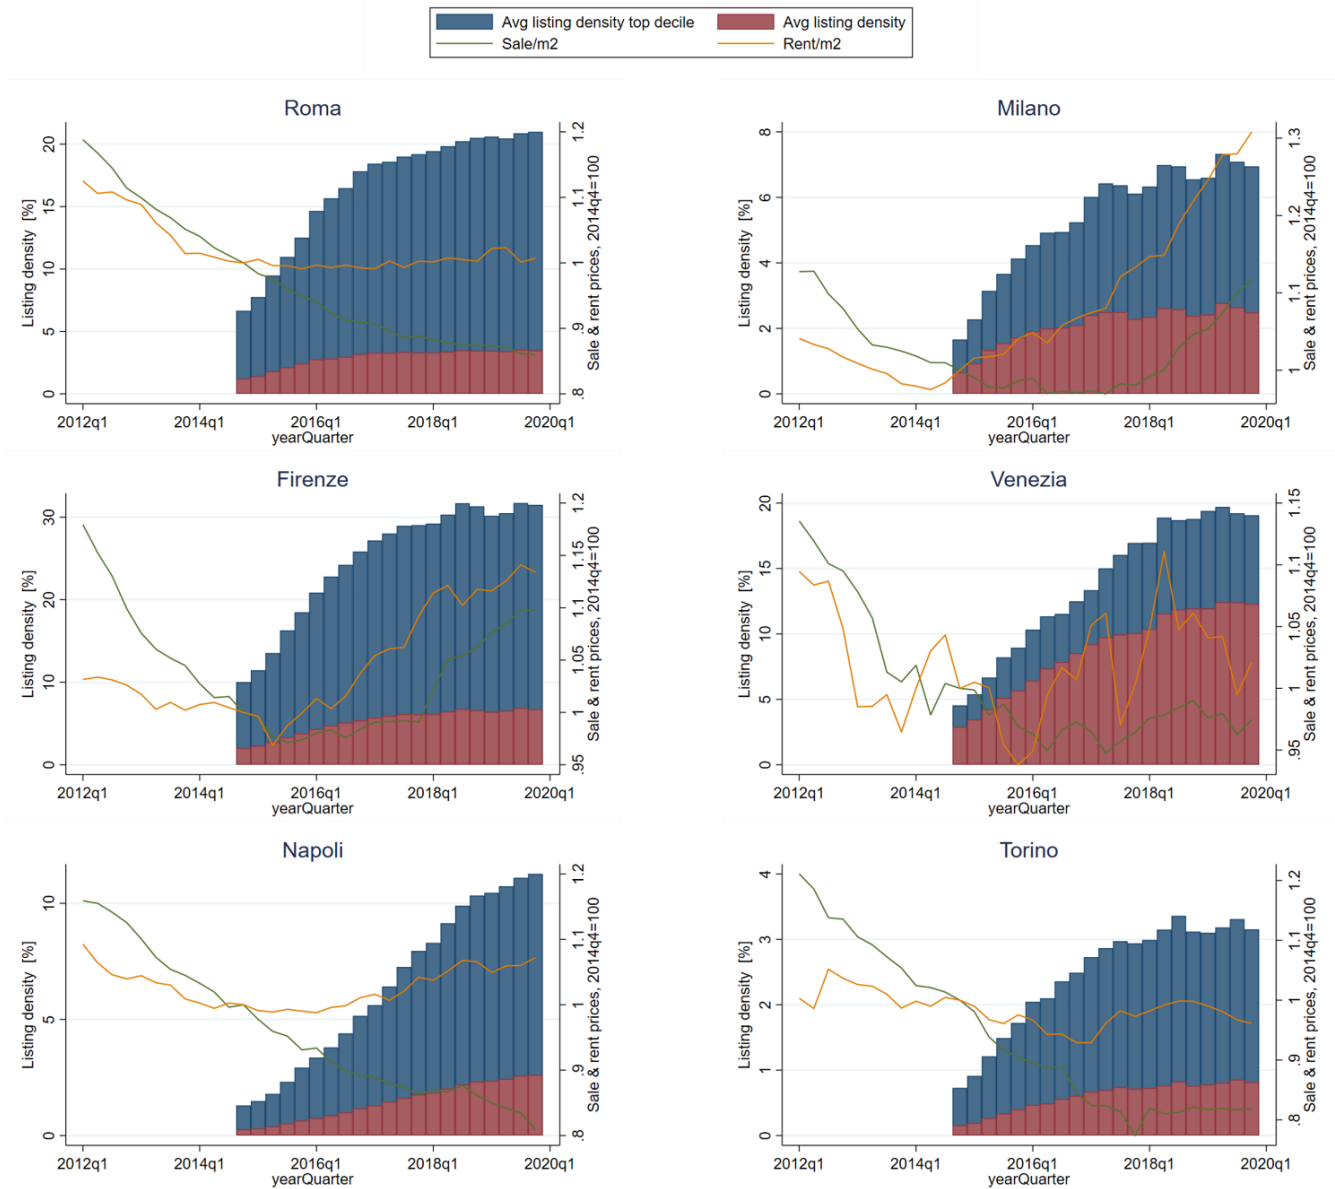 Avg listing density top decile Avg listing density
Sale/m2 Rent/m2
Roma
Listing density [%]
0 5 10 15 20
.8 .9 1 1.1 1.2
Sale & rent prices, 2014q4=100
2012q1 2014q1 2016q1 2018q1 2020q1
yearQuarter
Milano
Listing density [%]
0 2 4 6 8
1 1.1 1.2 1.3
Sale & rent prices, 2014q4=100
2012q1 2014q1 2016q1 2018q1 2020q1
yearQuarter
Firenze
Listing density [%]
0 10 20 30
.95 1 1.05 1.1 1.15 1.2
Sale & rent prices, 2014q4=100
2012q1 2014q1 2016q1 2018q1 2020q1
yearQuarter
Venezia
Listing density [%]
0 5 10 15 20
.95 1 1.05 1.1 1.15
Sale & rent prices, 2014q4=100
2012q1 2014q1 2016q1 2018q1 2020q1
yearQuarter
Napoli
Listing density [%]
0 5 10
.8 .9 1 1.1 1.2
Sale & rent prices, 2014q4=100
2012q1 2014q1 2016q1 2018q1 2020q1
yearQuarter
Torino
Listing density [%]
0 1 2 3 4
.8 .9 1 1.1 1.2
Sale & rent prices, 2014q4=100
2012q1 2014q1 2016q1 2018q1 2020q1
yearQuarter